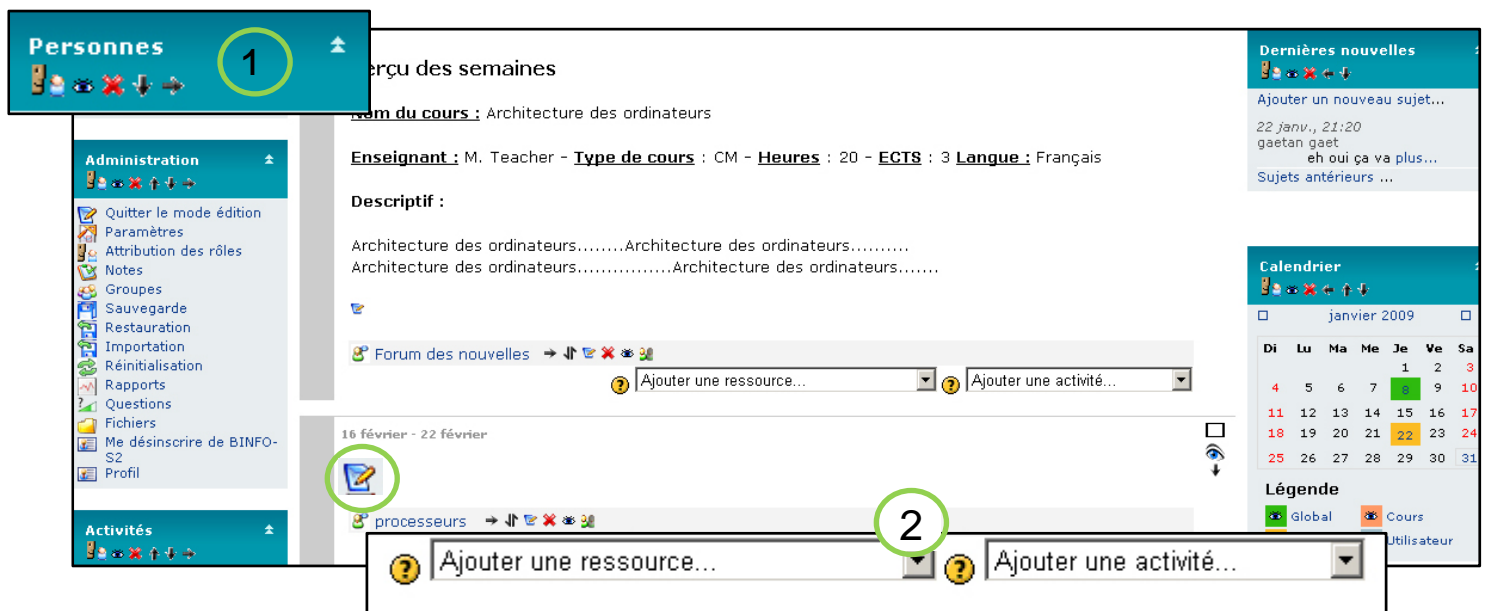 Personnes
1
erçu des semaines
Nom du cours : Architecture des ordinateurs
Enseignant : M. Teacher - Type de cours : CM - Heures : 20 - ECTS : 3 Langue : Français
Descriptif :
Architecture des ordinateurs........Architecture des ordinateurs..........
Architecture des ordinateurs................Architecture des ordinateurs.......
Forum des nouvelles
Ajouter une ressource...
Ajouter une activité...
16 février - 22 février
processeurs
2
Ajouter une ressource...
Ajouter une activité...
Administration
Quitter le mode édition
Paramètres
Attribution des rôles
Notes
Groupes
Sauvegarde
Restauration
Importation
Réinitialisation
Rapports
Questions
Fichiers
Me désinscrire de BINFO-
S2
Profil
Activités
Dernières nouvelles
Ajouter un nouveau sujet...
22 janv., 21:20
gaetan gaet
eh oui ça va plus...
Sujets antérieurs ...
Calendrier
janvier 2009
Di Lu Ma Me Je Ve Sa
1 2 3
4 5 6 7 8 9 10
11 12 13 14 15 16 17
18 19 20 21 22 23 24
25 26 27 28 29 30 31
Légende
Global Cours
Utilisateur